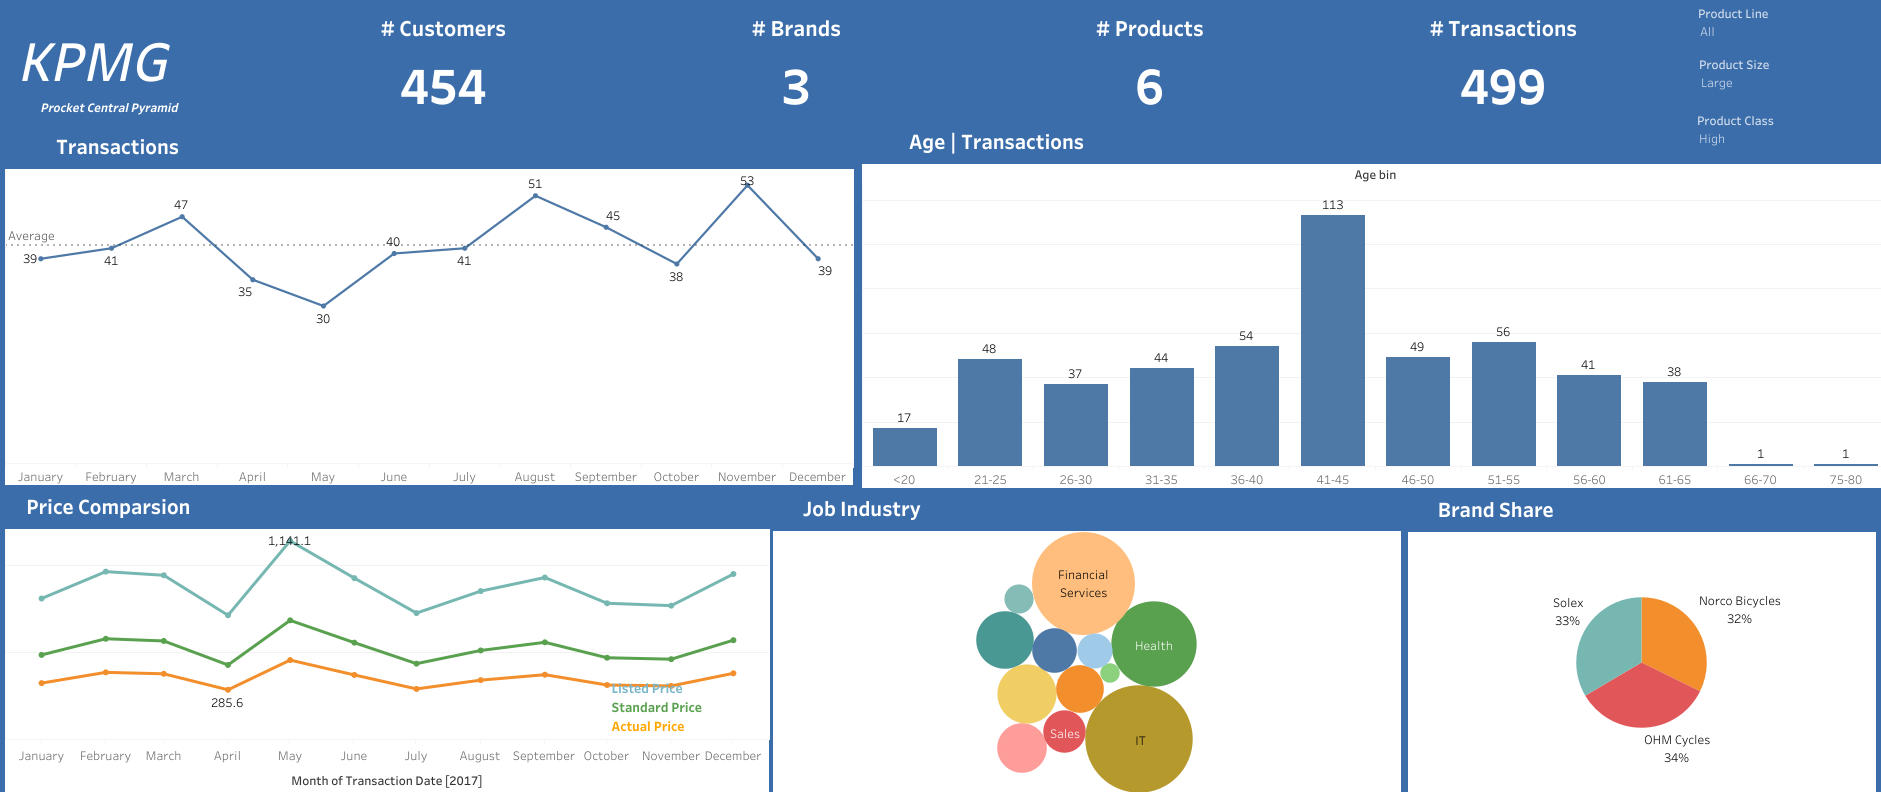 KPMG
Procket Central Pyramid
# Customers
454
# Brands
3
# Products
6
# Transactions
499
Product Line
All
Product Size
Large
Product Class
High
Transactions
Average
39
41
47
35
30
40
41
51
45
38
53
39
January February March April May June July August September October November December
Age | Transactions
Age bin
17
48
37
44
54
113
49
56
41
38
1
1
<20 21-25 26-30 31-35 36-40 41-45 46-50 51-55 56-60 61-65 66-70 75-80
Price Comparsion
1,141.1
285.6
Listed Price
Standard Price
Actual Price
January February March April May June July August September October November December
Month of Transaction Date [2017]
Job Industry
Financial
Services
Health
Sales
IT
Brand Share
Solex
33%
Norco Bicycles
32%
OHM Cycles
34%